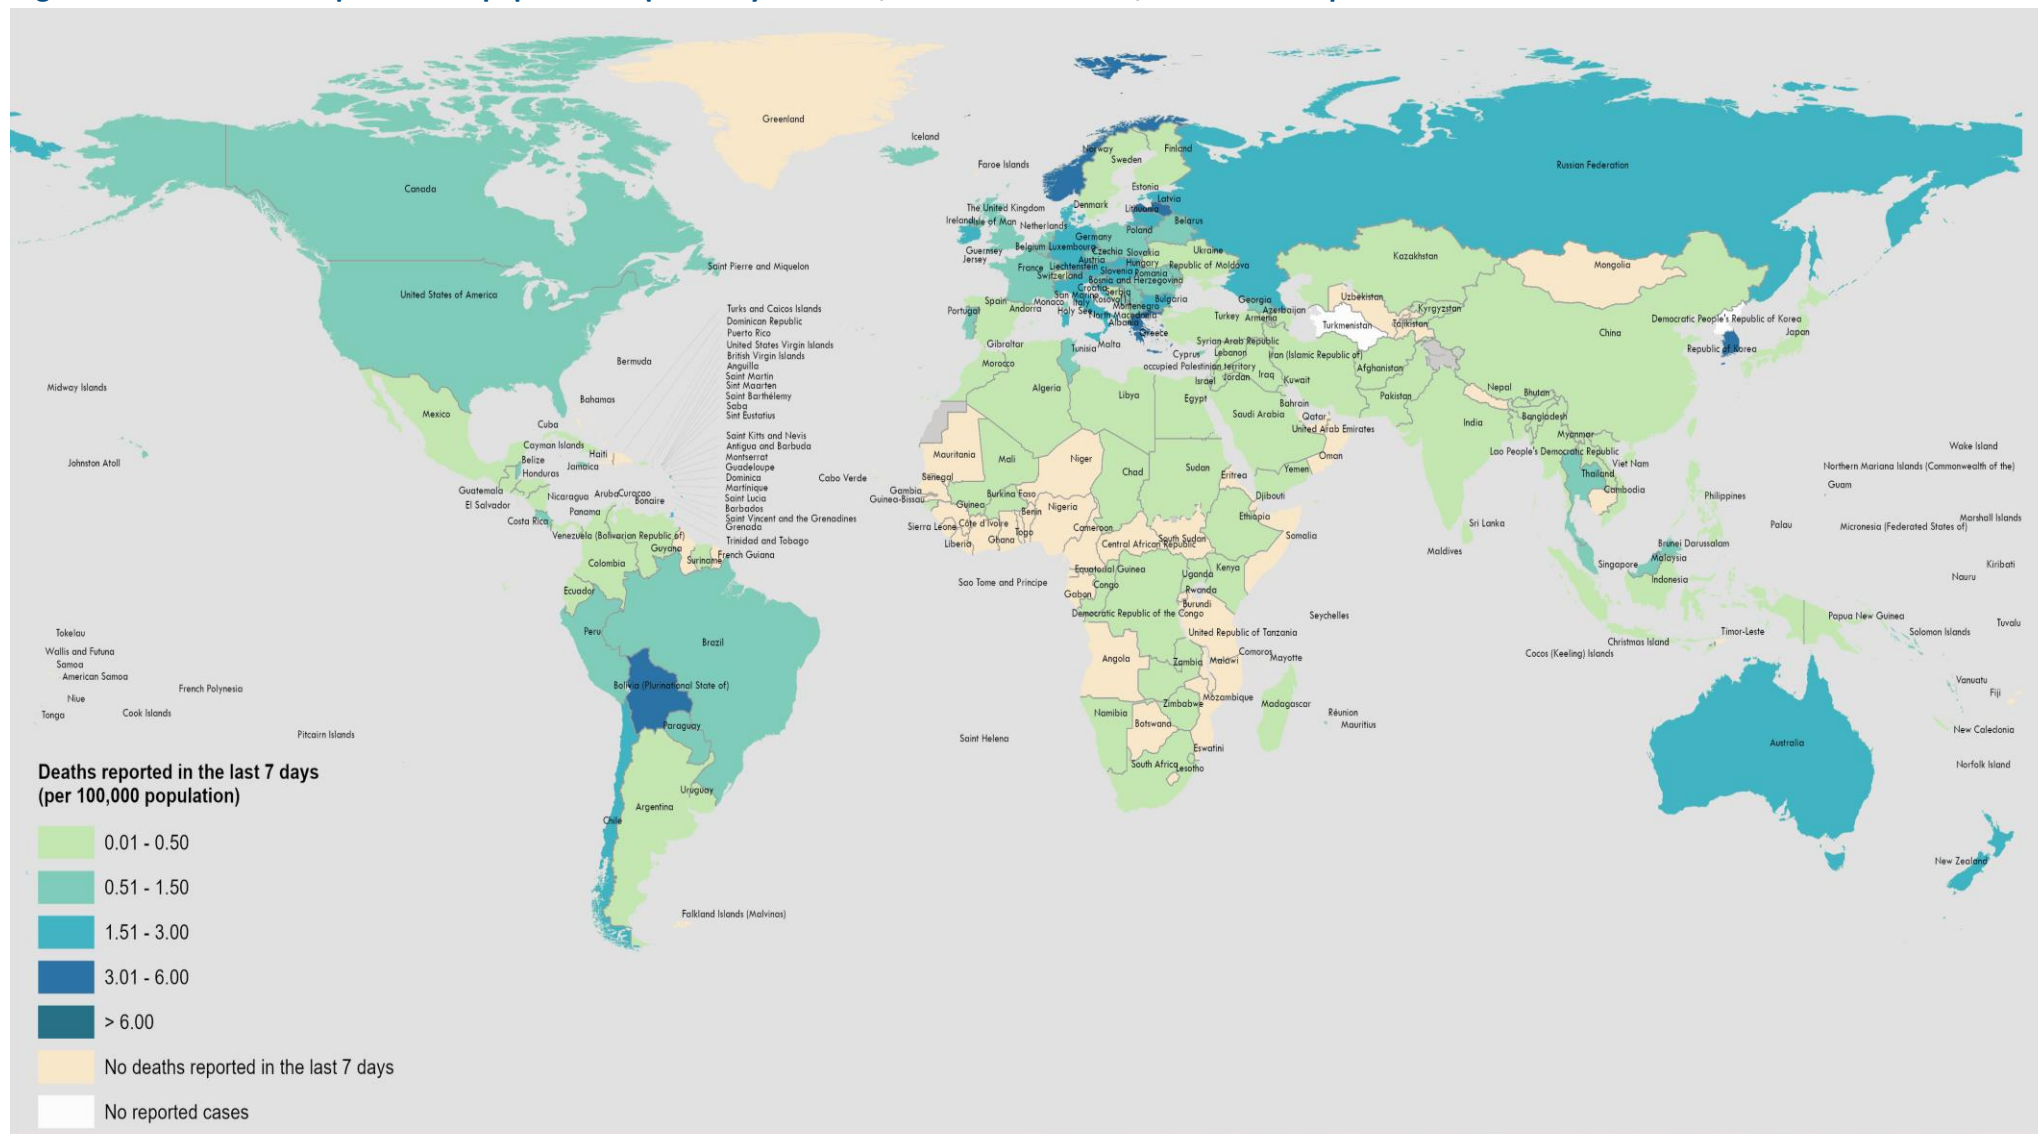 Greenland
Iceland
Faroe Islands
Norway
Sweden
Finland
Russian Federation
Canada
Estonia
Latvia
Lithuania
Denmark
The United Kingdom
Ireland
Isle of Man
Netherlands
Belarus
Poland
Germany
Belgium
Luxembourg
Guernsey
Jersey
Czechia
Slovakia
Ukraine
Austria
France
Liechtenstein
Hungary
Republic of Moldova
Switzerland
Slovenia
Romania
Bosnia and Herzegovina
Croatia
San Marino
Serbia
Kazakhstan
Mongolia
Saint Pierre and Miquelon
United States of America
Spain
Andorra
Monaco
Italy
Kosovo[1]
Bulgaria
Montenegro
Georgia
Uzbekistan
Kyrgyzstan
Portugal
Holy See
North Macedonia
Albania
Greece
Turkey
Armenia
Azerbaijan
Turkmenistan
Tajikistan
China
Democratic People's Republic of Korea
Japan
Republic of Korea
Turks and Caicos Islands
Dominican Republic
Puerto Rico
United States Virgin Islands
British Virgin Islands
Anguilla
Saint Martin
Sint Maarten
Saint Barthélemy
Saba
Sint Eustatius
Saint Kitts and Nevis
Antigua and Barbuda
Montserrat
Guadeloupe
Dominica
Martinique
Saint Lucia
Barbados
Saint Vincent and the Grenadines
Grenada
Trinidad and Tobago
French Guiana
Gibraltar
Tunisia
Malta
Cyprus
Syrian Arab Republic
Lebanon
Iran (Islamic Republic of)
Morocco
occupied Palestinian territory
Israel
Jordan
Iraq
Kuwait
Afghanistan
Algeria
Libya
Egypt
Saudi Arabia
Bahrain
Qatar
United Arab Emirates
Pakistan
Nepal
Bhutan
India
Bangladesh
Myanmar
Midway Islands
Bermuda
Bahamas
Mexico
Cuba
Cayman Islands
Haiti
Belize
Jamaica
Honduras
Johnston Atoll
Guatemala
El Salvador
Nicaragua
Aruba
Curaçao
Bonaire
Costa Rica
Panama
Venezuela (Bolivarian Republic of)
Guyana
Suriname
Colombia
Ecuador
Peru
Brazil
Bolivia (Plurinational State of)
Paraguay
Uruguay
Argentina
Chile
Falkland Islands (Malvinas)
Cabo Verde
Mauritania
Mali
Niger
Chad
Sudan
Eritrea
Yemen
Oman
Senegal
Gambia
Guinea-Bissau
Guinea
Burkina Faso
Benin
Nigeria
Djibouti
Ethiopia
Somalia
Sierra Leone
Côte d'Ivoire
Liberia
Ghana
Togo
Cameroon
Central African Republic
South Sudan
Equatorial Guinea
Sao Tome and Principe
Gabon
Congo
Uganda
Kenya
Rwanda
Burundi
Democratic Republic of the Congo
United Republic of Tanzania
Seychelles
Angola
Zambia
Malawi
Comoros
Mayotte
Mozambique
Madagascar
Zimbabwe
Namibia
Botswana
Réunion
Mauritius
Eswatini
South Africa
Lesotho
Saint Helena
Lao People's Democratic Republic
Viet Nam
Thailand
Cambodia
Philippines
Sri Lanka
Maldives
Brunei Darussalam
Malaysia
Singapore
Indonesia
Palau
Wake Island
Northern Mariana Islands (Commonwealth of the)
Guam
Marshall Islands
Micronesia (Federated States of)
Kiribati
Nauru
Papua New Guinea
Tuvalu
Solomon Islands
Timor-Leste
Christmas Island
Cocos (Keeling) Islands
Vanuatu
Fiji
New Caledonia
Australia
Norfolk Island
New Zealand
Tokelau
Wallis and Futuna
Samoa
American Samoa
Niue
Tonga
Cook Islands
French Polynesia
Pitcairn Islands
Deaths reported in the last 7 days
(per 100,000 population)
0.01 - 0.50
0.51 - 1.50
1.51 - 3.00
3.01 - 6.00
> 6.00
No deaths reported in the last 7 days
No reported cases